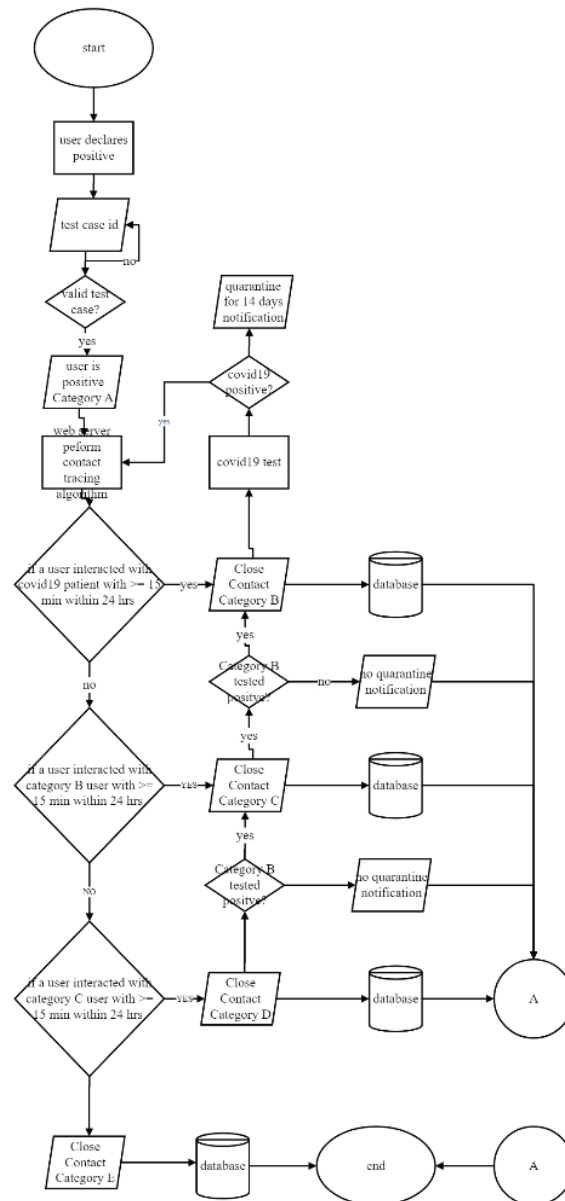 start
user declares
positive
test case id
no
valid test
case?
yes
user is
positive
Category A
web server
peform
contact
tracing
algorithm
quarantine
for 14 days
notification
covid19
positive?
yes
covid19 test
if a user interacted with
covid19 patient with >= 15
min within 24 hrs
yes
Close
Contact
Category B
database
yes
no
Category B
tested
positve?
no
no quarantine
notification
yes
if a user interacted with
category B user with >=
15 min within 24 hrs
YES
Close
Contact
Category C
database
yes
NO
Category B
tested
positve?
no quarantine
notification
if a user interacted with
category C user with >=
15 min within 24 hrs
YES
Close
Contact
Category D
database
A
Close
Contact
Category E
database
end
A